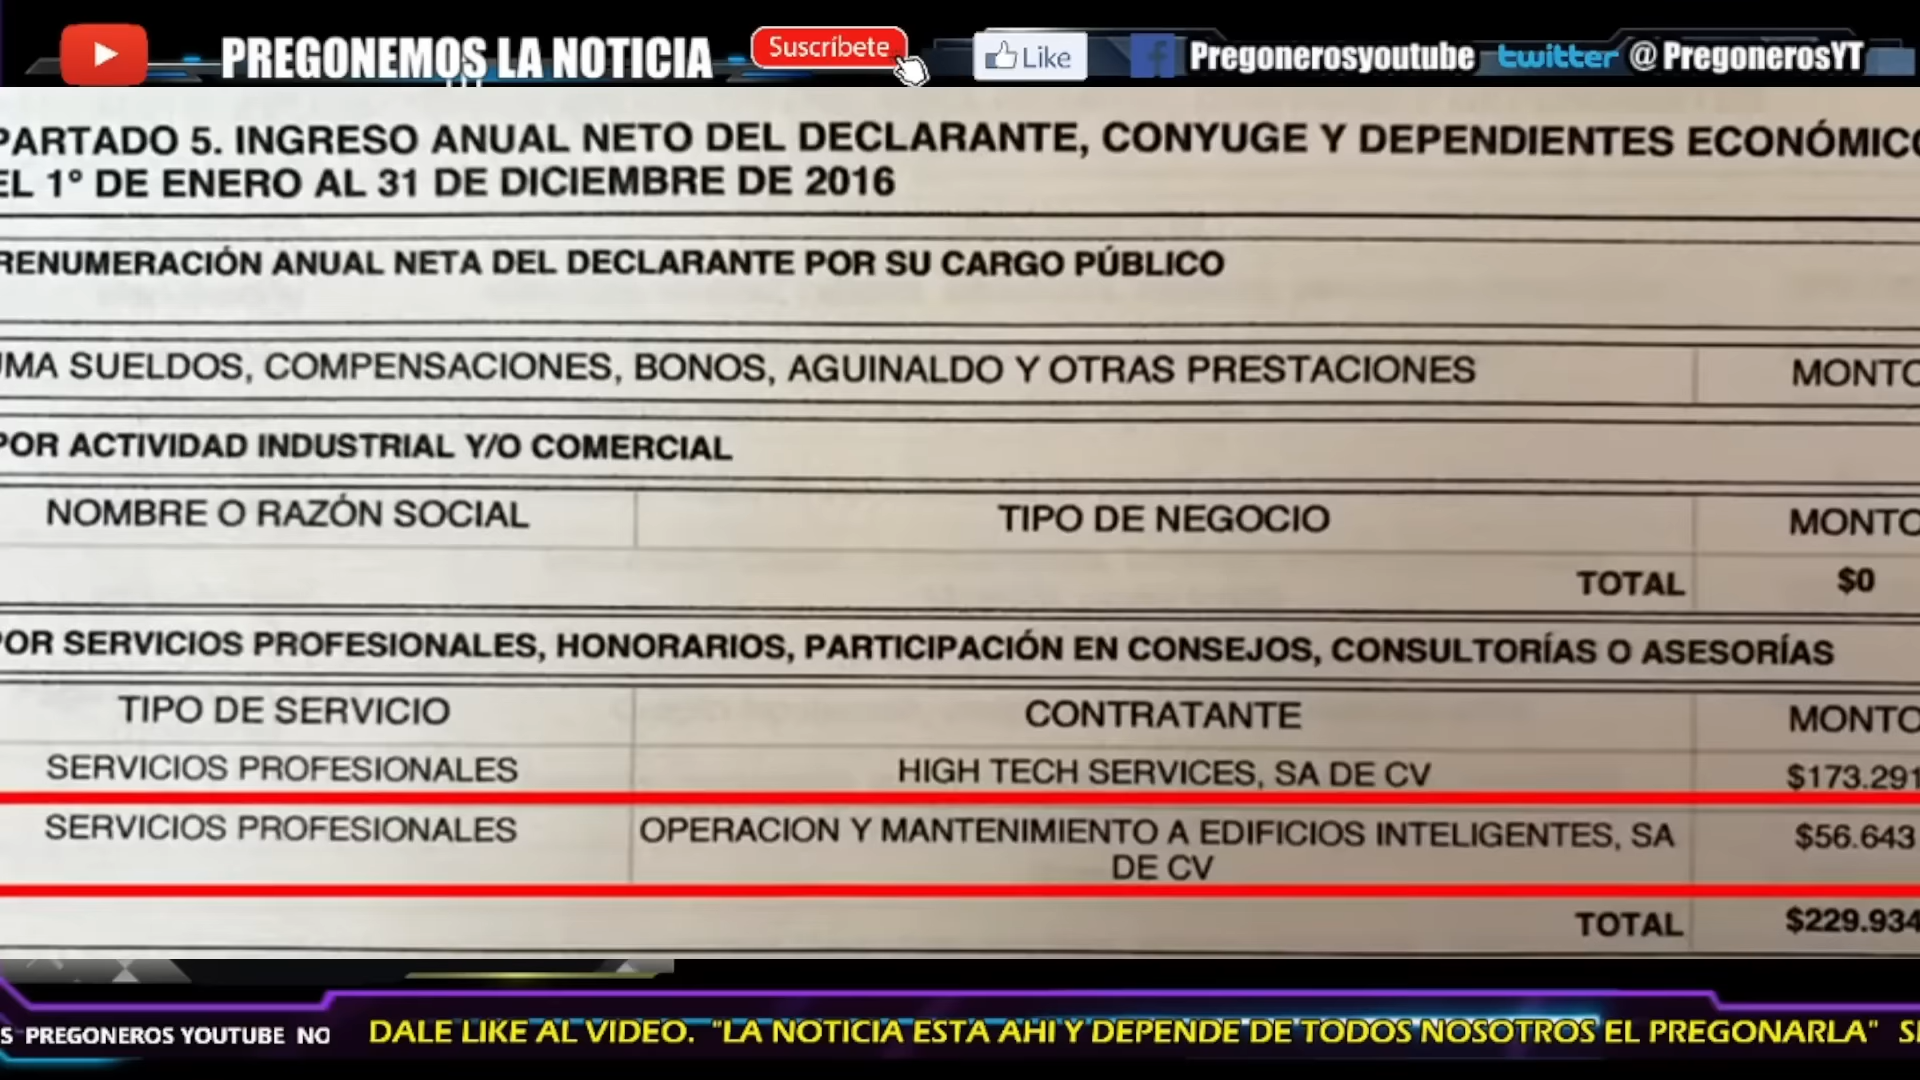 PREGONEMOS LA NOTICIA Suscríbete Like Pregonerosyoutube twitter @PregonerosYT
PARTADO 5. INGRESO ANUAL NETO DEL DECLARANTE, CONYUGE Y DEPENDIENTES ECONÓMICO
EL 1° DE ENERO AL 31 DE DICIEMBRE DE 2016
RENUMERACIÓN ANUAL NETA DEL DECLARANTE POR SU CARGO PÚBLICO
UMA SUELDOS, COMPENSACIONES, BONOS, AGUINALDO Y OTRAS PRESTACIONES MONTO
POR ACTIVIDAD INDUSTRIAL Y/O COMERCIAL
NOMBRE O RAZÓN SOCIAL TIPO DE NEGOCIO MONTO
TOTAL $0
POR SERVICIOS PROFESIONALES, HONORARIOS, PARTICIPACIÓN EN CONSEJOS, CONSULTORÍAS O ASESORÍAS
TIPO DE SERVICIO CONTRATANTE MONTO
SERVICIOS PROFESIONALES HIGH TECH SERVICES, SA DE CV $173.291
SERVICIOS PROFESIONALES OPERACION Y MANTENIMIENTO A EDIFICIOS INTELIGENTES, SA $56.643
DE CV
TOTAL $229.934
S PREGONEROS YOUTUBE NO DALE LIKE AL VIDEO. "LA NOTICIA ESTA AHI Y DEPENDE DE TODOS NOSOTROS EL PREGONARLA"